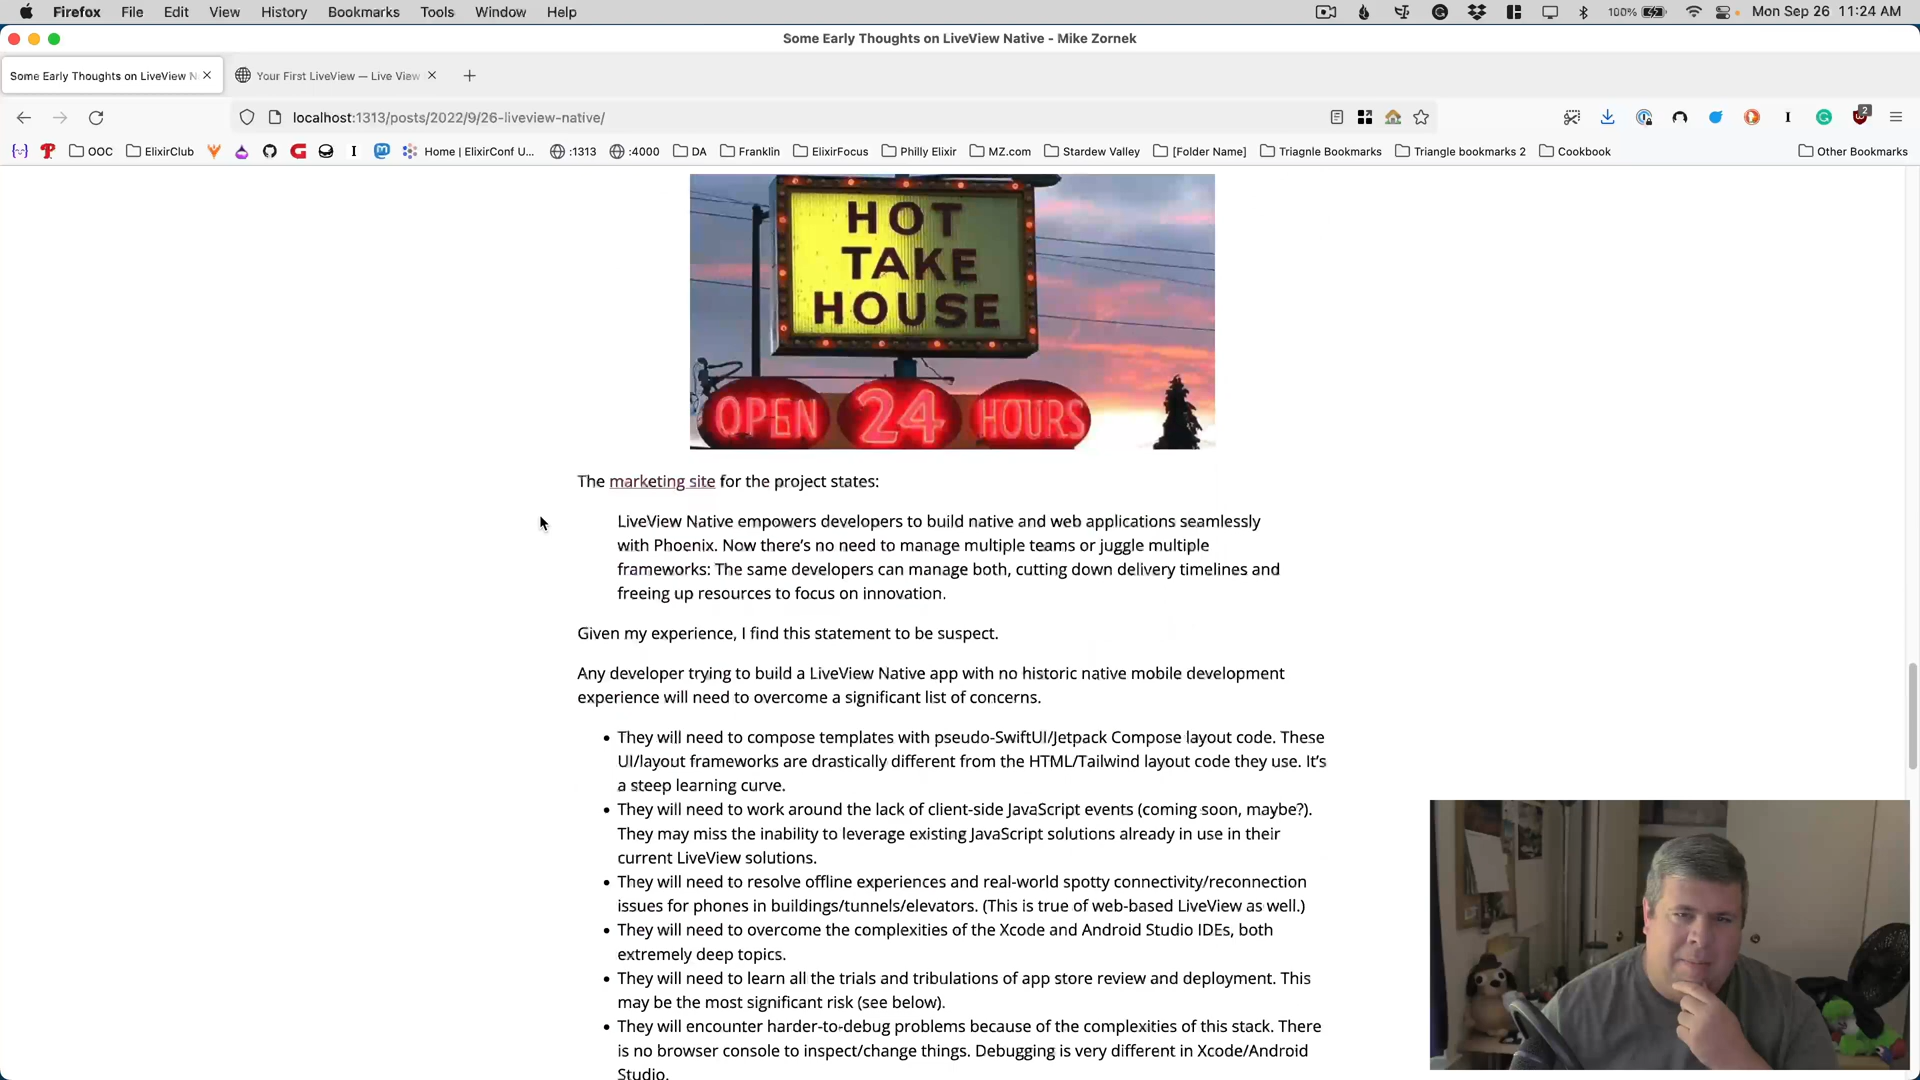 Firefox File Edit View History Bookmarks Tools Window Help 100% Mon Sep 26 11:24 AM
Some Early Thoughts on LiveView Native - Mike Zornek
Some Early Thoughts on LiveView N Your First LiveView — Live View
localhost:1313/posts/2022/9/26-liveview-native/ 2
OOC ElixirClub Home | ElixirConf U... :1313 :4000 DA Franklin ElixirFocus Philly Elixir MZ.com Stardew Valley [Folder Name] Triagnle Bookmarks Triangle bookmarks 2 Cookbook Other Bookmarks
HOT
TAKE
HOUSE
OPEN 24 HOURS
The marketing site for the project states:
LiveView Native empowers developers to build native and web applications seamlessly
with Phoenix. Now there's no need to manage multiple teams or juggle multiple
frameworks: The same developers can manage both, cutting down delivery timelines and
freeing up resources to focus on innovation.
Given my experience, I find this statement to be suspect.
Any developer trying to build a LiveView Native app with no historic native mobile development
experience will need to overcome a significant list of concerns.
• They will need to compose templates with pseudo-SwiftUI/Jetpack Compose layout code. These
UI/layout frameworks are drastically different from the HTML/Tailwind layout code they use. It's
a steep learning curve.
• They will need to work around the lack of client-side JavaScript events (coming soon, maybe?).
They may miss the inability to leverage existing JavaScript solutions already in use in their
current LiveView solutions.
• They will need to resolve offline experiences and real-world spotty connectivity/reconnection
issues for phones in buildings/tunnels/elevators. (This is true of web-based LiveView as well.)
• They will need to overcome the complexities of the Xcode and Android Studio IDEs, both
extremely deep topics.
• They will need to learn all the trials and tribulations of app store review and deployment. This
may be the most significant risk (see below).
• They will encounter harder-to-debug problems because of the complexities of this stack. There
is no browser console to inspect/change things. Debugging is very different in Xcode/Android
Studio.